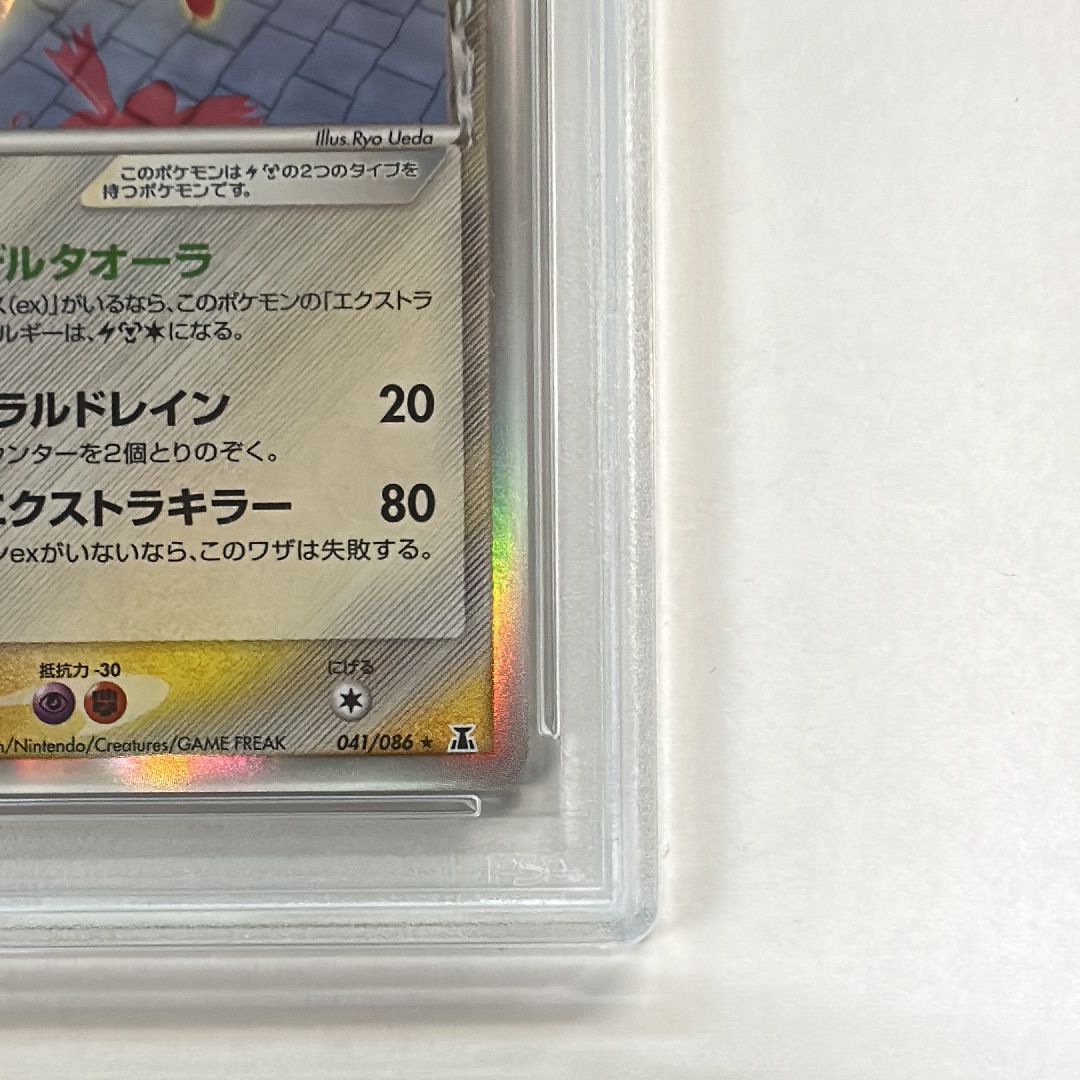 Illus.Ryo Ueda
このポケモンはの2つのタイプを
持つポケモンです。
デルタオーラ
ス(ex)」がいるなら、このポケモンの「エクストラ
ルギーは、になる。
ラルドレイン 20
ウンターを2個とりのぞく。
エクストラキラー 80
ンexがいないなら、このワザは失敗する。
抵抗力 -30 にげる
/Nintendo/Creatures/GAME FREAK 041/086 ★
PSA